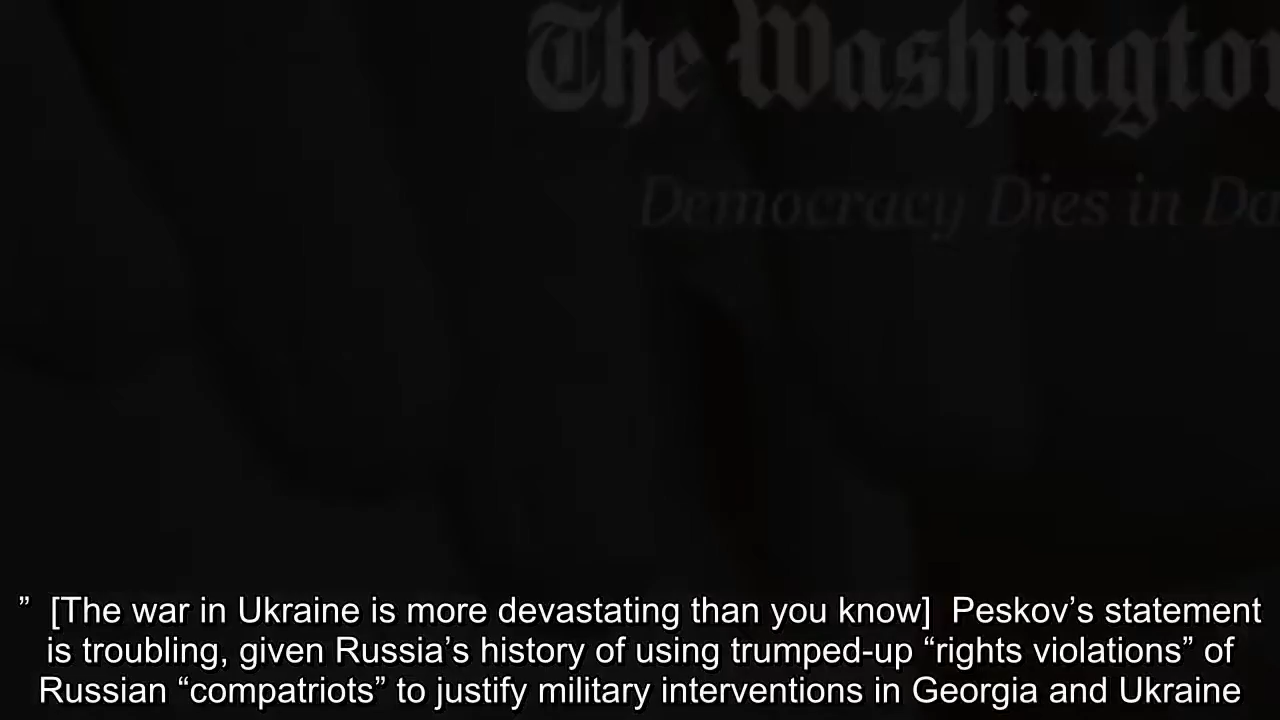 The Washington
Democracy Dies in
” [The war in Ukraine is more devastating than you know] Peskov’s statement
is troubling, given Russia’s history of using trumped-up “rights violations” of
Russian “compatriots” to justify military interventions in Georgia and Ukraine